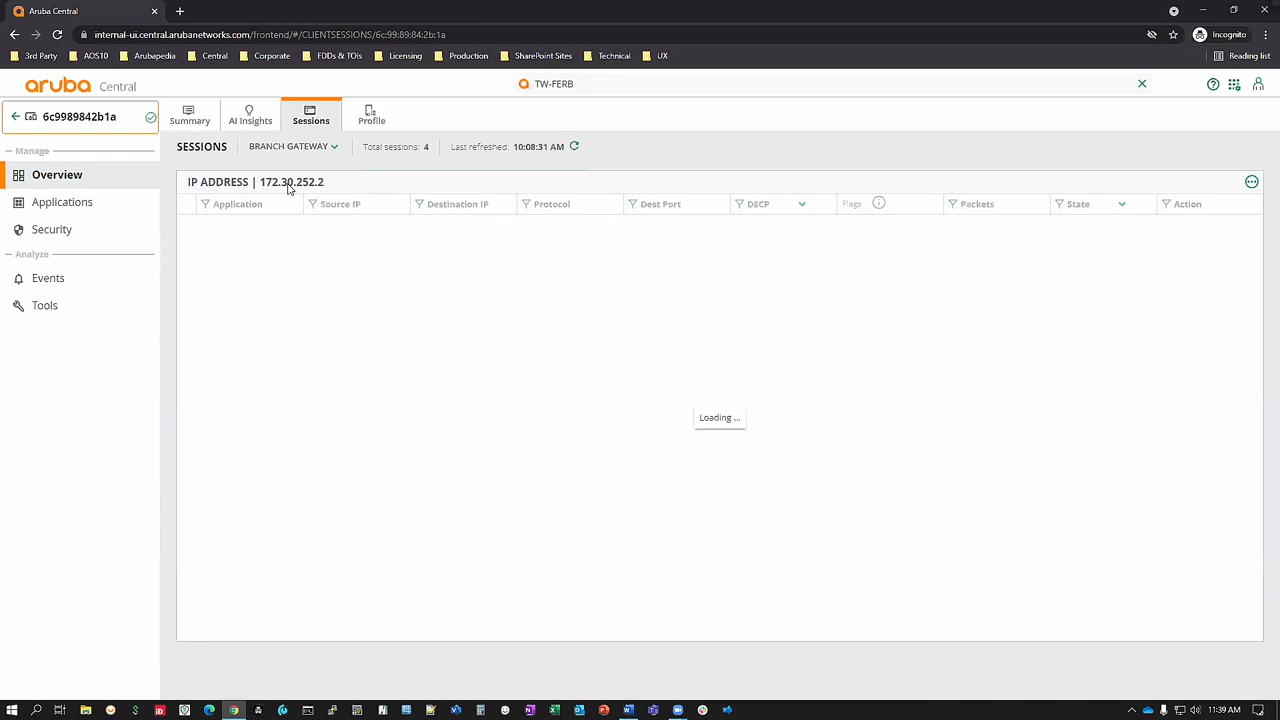 Aruba Central
internal-ui.central.arubanetworks.com/frontend/#/CLIENTSESSIONS/6c:99:89:84:2b:1a
Incognito
3rd Party
AOS10
Arubapedia
Central
Corporate
FDDs & TOIs
Licensing
Production
SharePoint Sites
Technical
UX
Reading list
aruba Central
TW-FERB
6c9989842b1a
Summary
AI Insights
Sessions
Profile
Manage
Overview
Applications
Security
Analyze
Events
Tools
SESSIONS
BRANCH GATEWAY
Total sessions: 4
Last refreshed: 10:08:31 AM
IP ADDRESS | 172.30.252.2
Application
Source IP
Destination IP
Protocol
Dest Port
DSCP
Flags
Packets
State
Action
Loading ...
11:39 AM